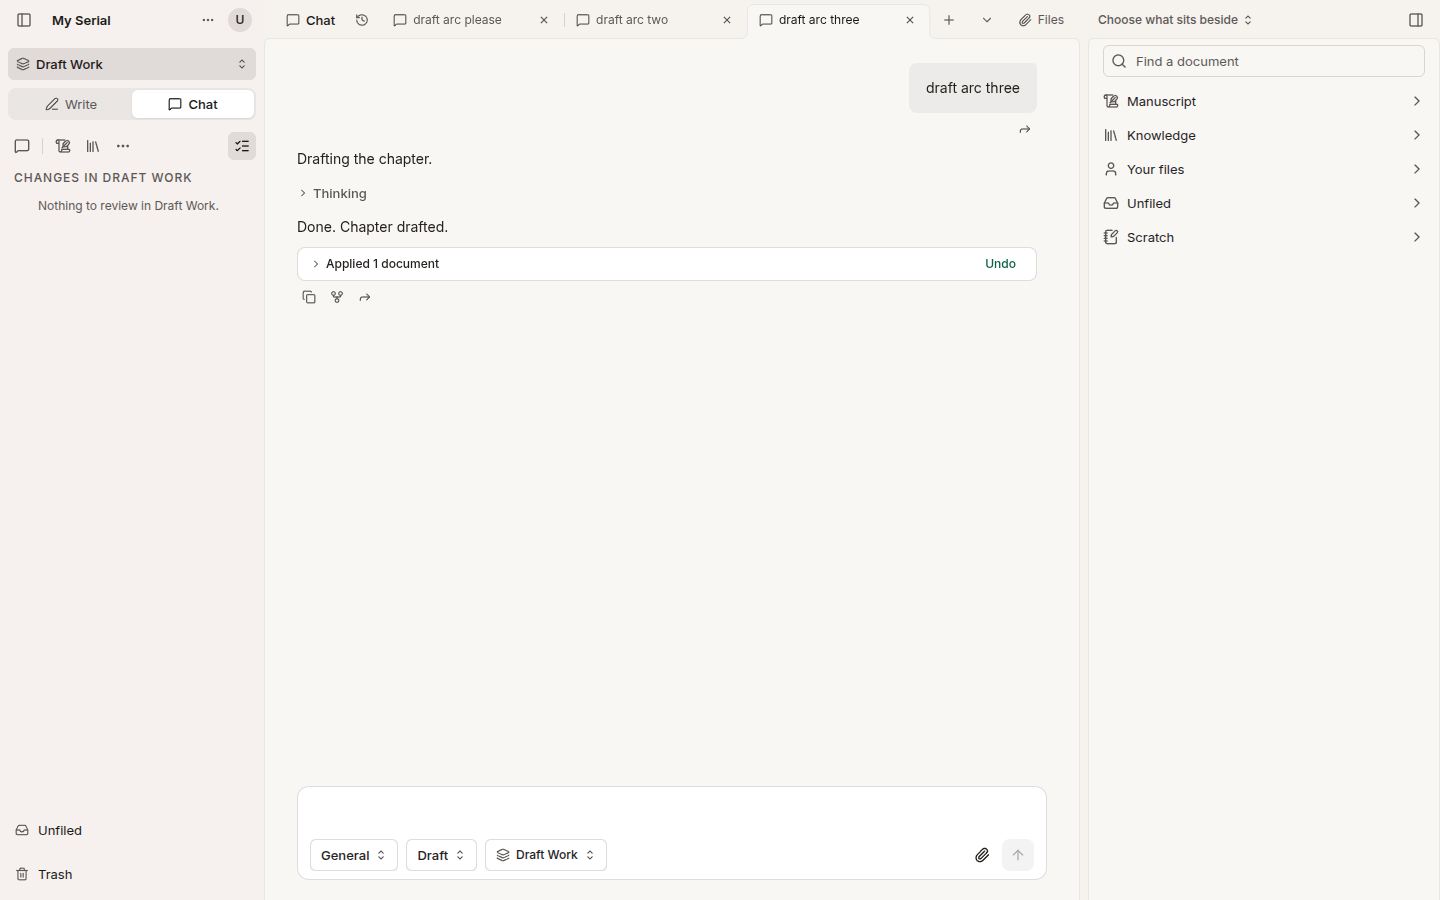 My Serial
U
Draft Work
Write
Chat
CHANGES IN DRAFT WORK
Nothing to review in Draft Work.
Unfiled
Trash
Chat
draft arc please
draft arc two
draft arc three
Files
draft arc three
Drafting the chapter.
Thinking
Done. Chapter drafted.
Applied 1 document
Undo
General
Draft
Draft Work
Choose what sits beside
Find a document
Manuscript
Knowledge
Your files
Unfiled
Scratch